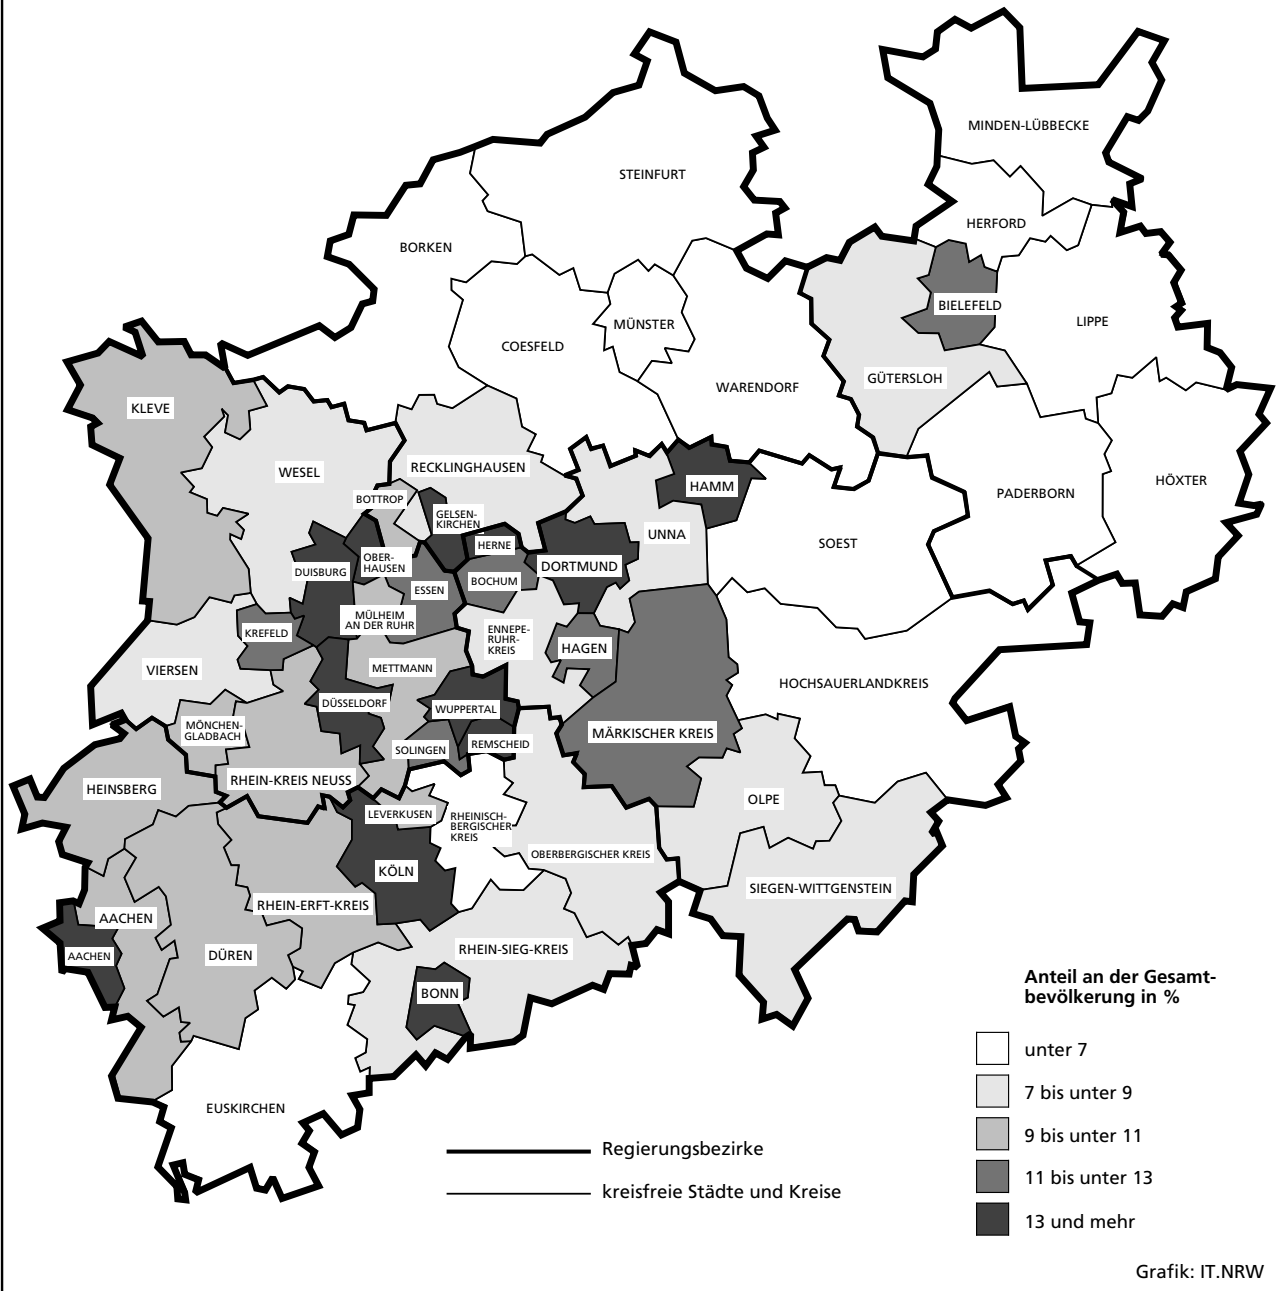 MINDEN-LÜBBECKE
STEINFURT
HERFORD
BORKEN
BIELEFELD
LIPPE
MÜNSTER
COESFELD
GÜTERSLOH
WARENDORF
KLEVE
RECKLINGHAUSEN
WESEL
HÖXTER
HAMM
PADERBORN
BOTTROP
GELSEN-
KIRCHEN
UNNA
SOEST
HERNE
OBER-
HAUSEN
DORTMUND
DUISBURG
BOCHUM
ESSEN
MÜLHEIM
AN DER RUHR
KREFELD
ENNEPE-
RUHR-
KREIS
HAGEN
METTMANN
VIERSEN
HOCHSAUERLANDKREIS
DÜSSELDORF
WUPPERTAL
MÖNCHEN-
GLADBACH
MÄRKISCHER KREIS
REMSCHEID
SOLINGEN
RHEIN-KREIS NEUSS
HEINSBERG
OLPE
LEVERKUSEN
RHEINISCH-
BERGISCHER
KREIS
OBERBERGISCHER KREIS
KÖLN
SIEGEN-WITTGENSTEIN
RHEIN-ERFT-KREIS
AACHEN
RHEIN-SIEG-KREIS
DÜREN
AACHEN
BONN
EUSKIRCHEN
Anteil an der Gesamt-
bevölkerung in %
unter 7
7 bis unter 9
9 bis unter 11
11 bis unter 13
13 und mehr
Regierungsbezirke
kreisfreie Städte und Kreise
Grafik: IT.NRW